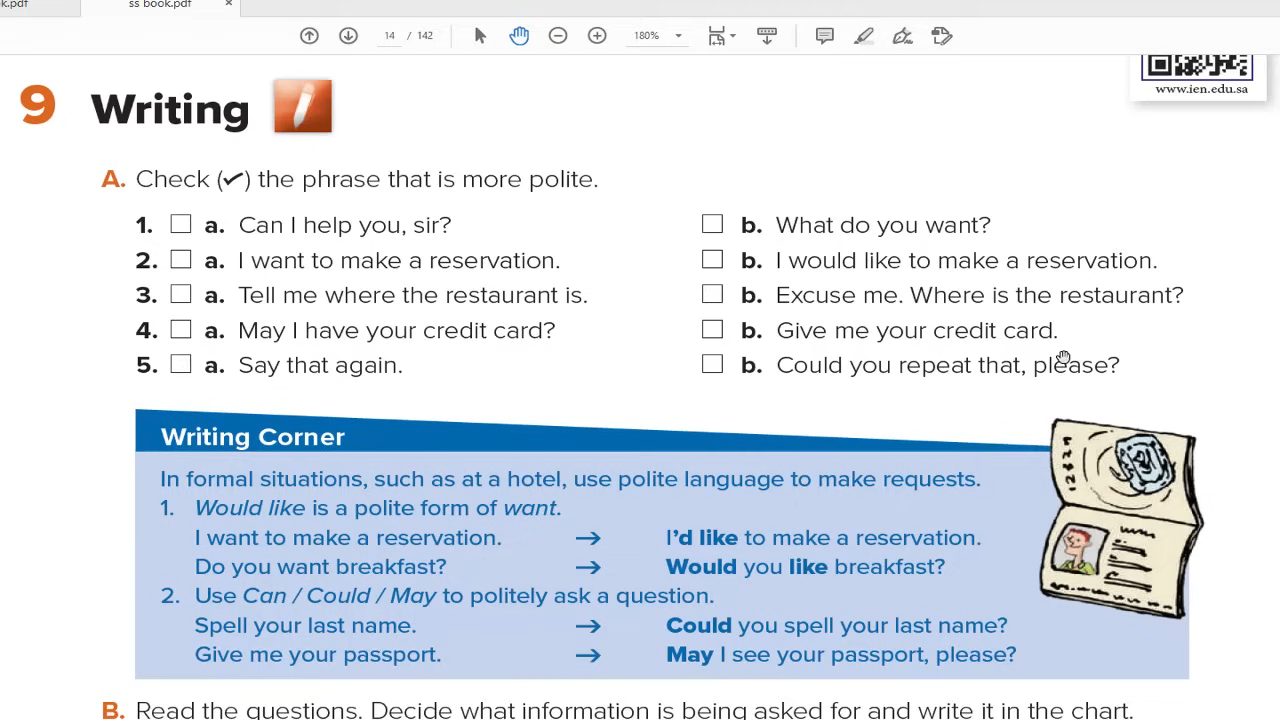 k.pdf ss book.pdf ×
14 / 142 180%
www.ien.edu.sa
9 Writing
A. Check (✓) the phrase that is more polite.
1. a. Can I help you, sir? b. What do you want?
2. a. I want to make a reservation. b. I would like to make a reservation.
3. a. Tell me where the restaurant is. b. Excuse me. Where is the restaurant?
4. a. May I have your credit card? b. Give me your credit card.
5. a. Say that again. b. Could you repeat that, please?
Writing Corner
In formal situations, such as at a hotel, use polite language to make requests.
1. Would like is a polite form of want.
I want to make a reservation. → I'd like to make a reservation.
Do you want breakfast? → Would you like breakfast?
2. Use Can / Could / May to politely ask a question.
Spell your last name. → Could you spell your last name?
Give me your passport. → May I see your passport, please?
B. Read the questions. Decide what information is being asked for and write it in the chart.